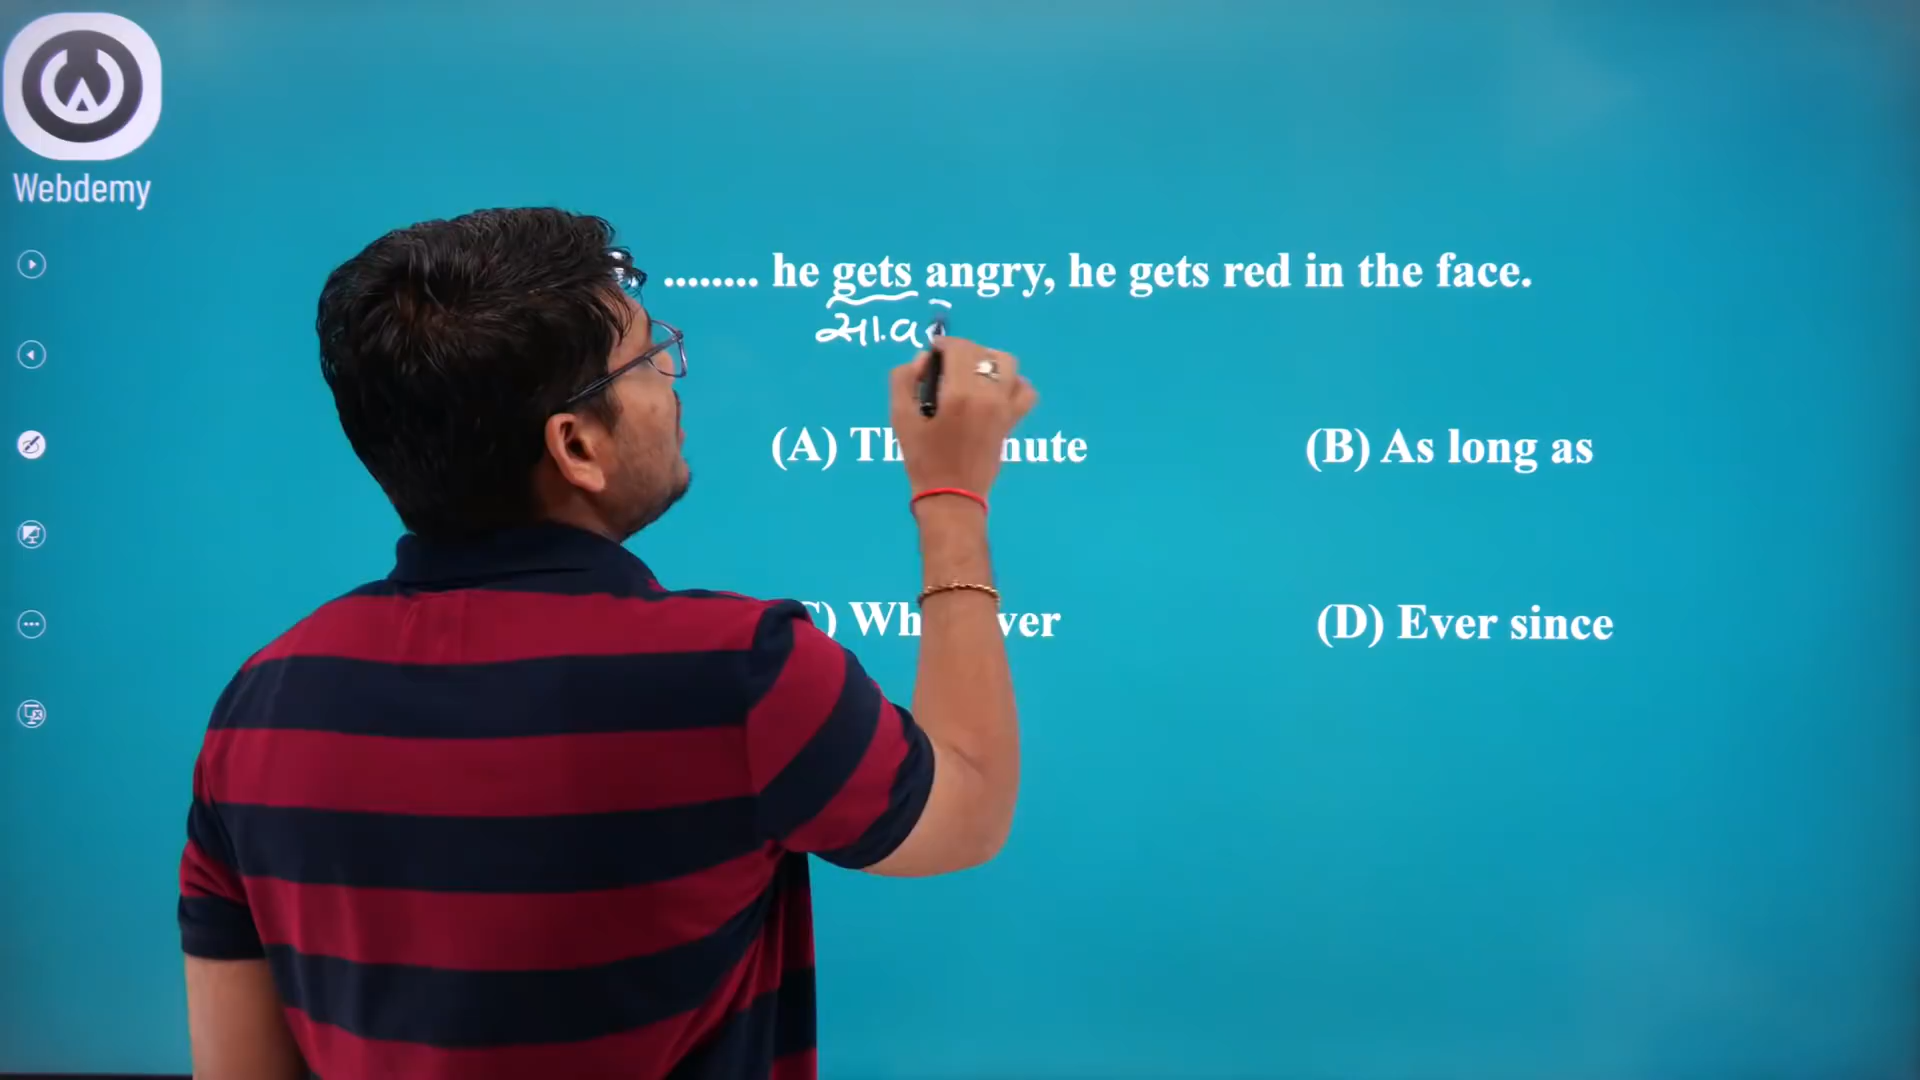 Webdemy
........ he gets angry, he gets red in the face.
સા.વ
(A) Th nute
(B) As long as
C) Wh ver
(D) Ever since